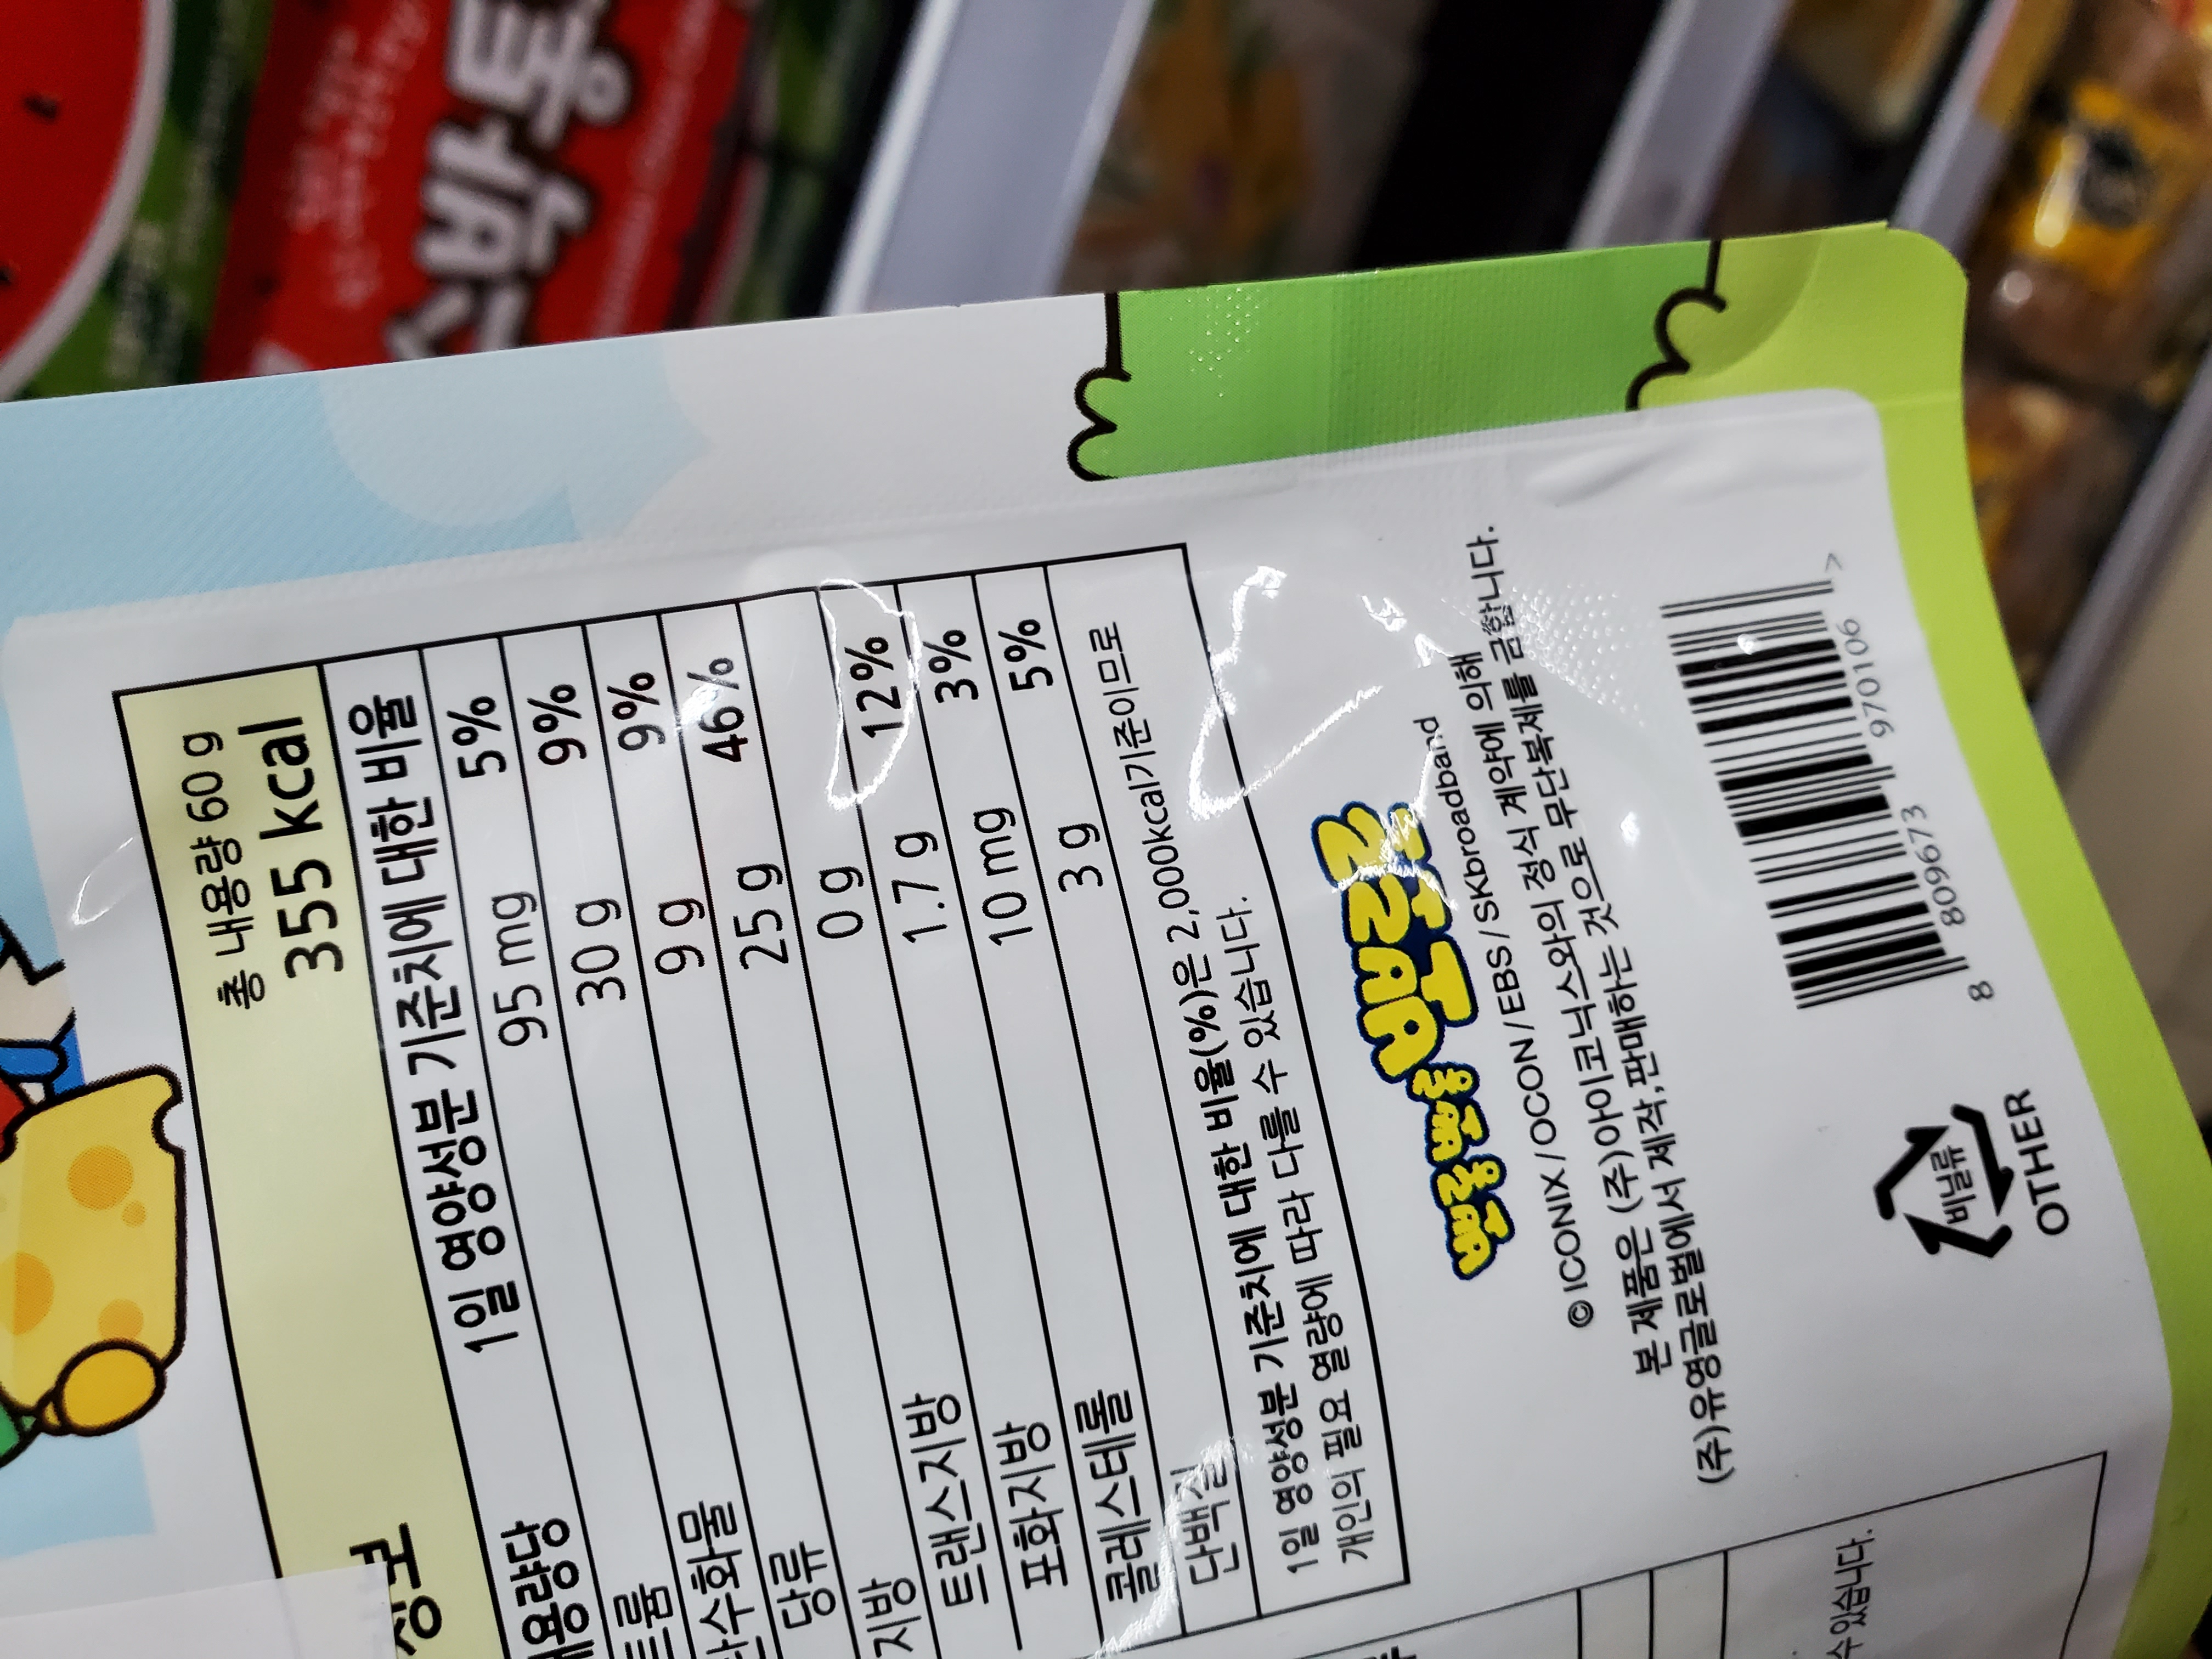 총 내용량 60 g
355 kcal
정보
내용량당 1일 영양성분 기준치에 대한 비율
트륨 95 mg 5%
탄수화물 30 g 9%
당류 9 g 9%
지방 25 g 46%
트랜스지방 0 g
포화지방 1.7 g 12%
콜레스테롤 10 mg 3%
단백질 3 g 5%
1일 영양성분 기준치에 대한 비율(%)은 2,000kcal기준이므로
개인의 필요 열량에 따라 다를 수 있습니다.
뽀롱뽀롱 뽀로로
© ICONIX / OCON / EBS / SKbroadband
본 제품은 (주)아이코닉스와의 정식 계약에 의해
(주)유영글로벌에서 제작,판매하는 것으로 무단복제를 금합니다.
수 있습니다.
비닐류
OTHER
8 809673 970106 >
스박통